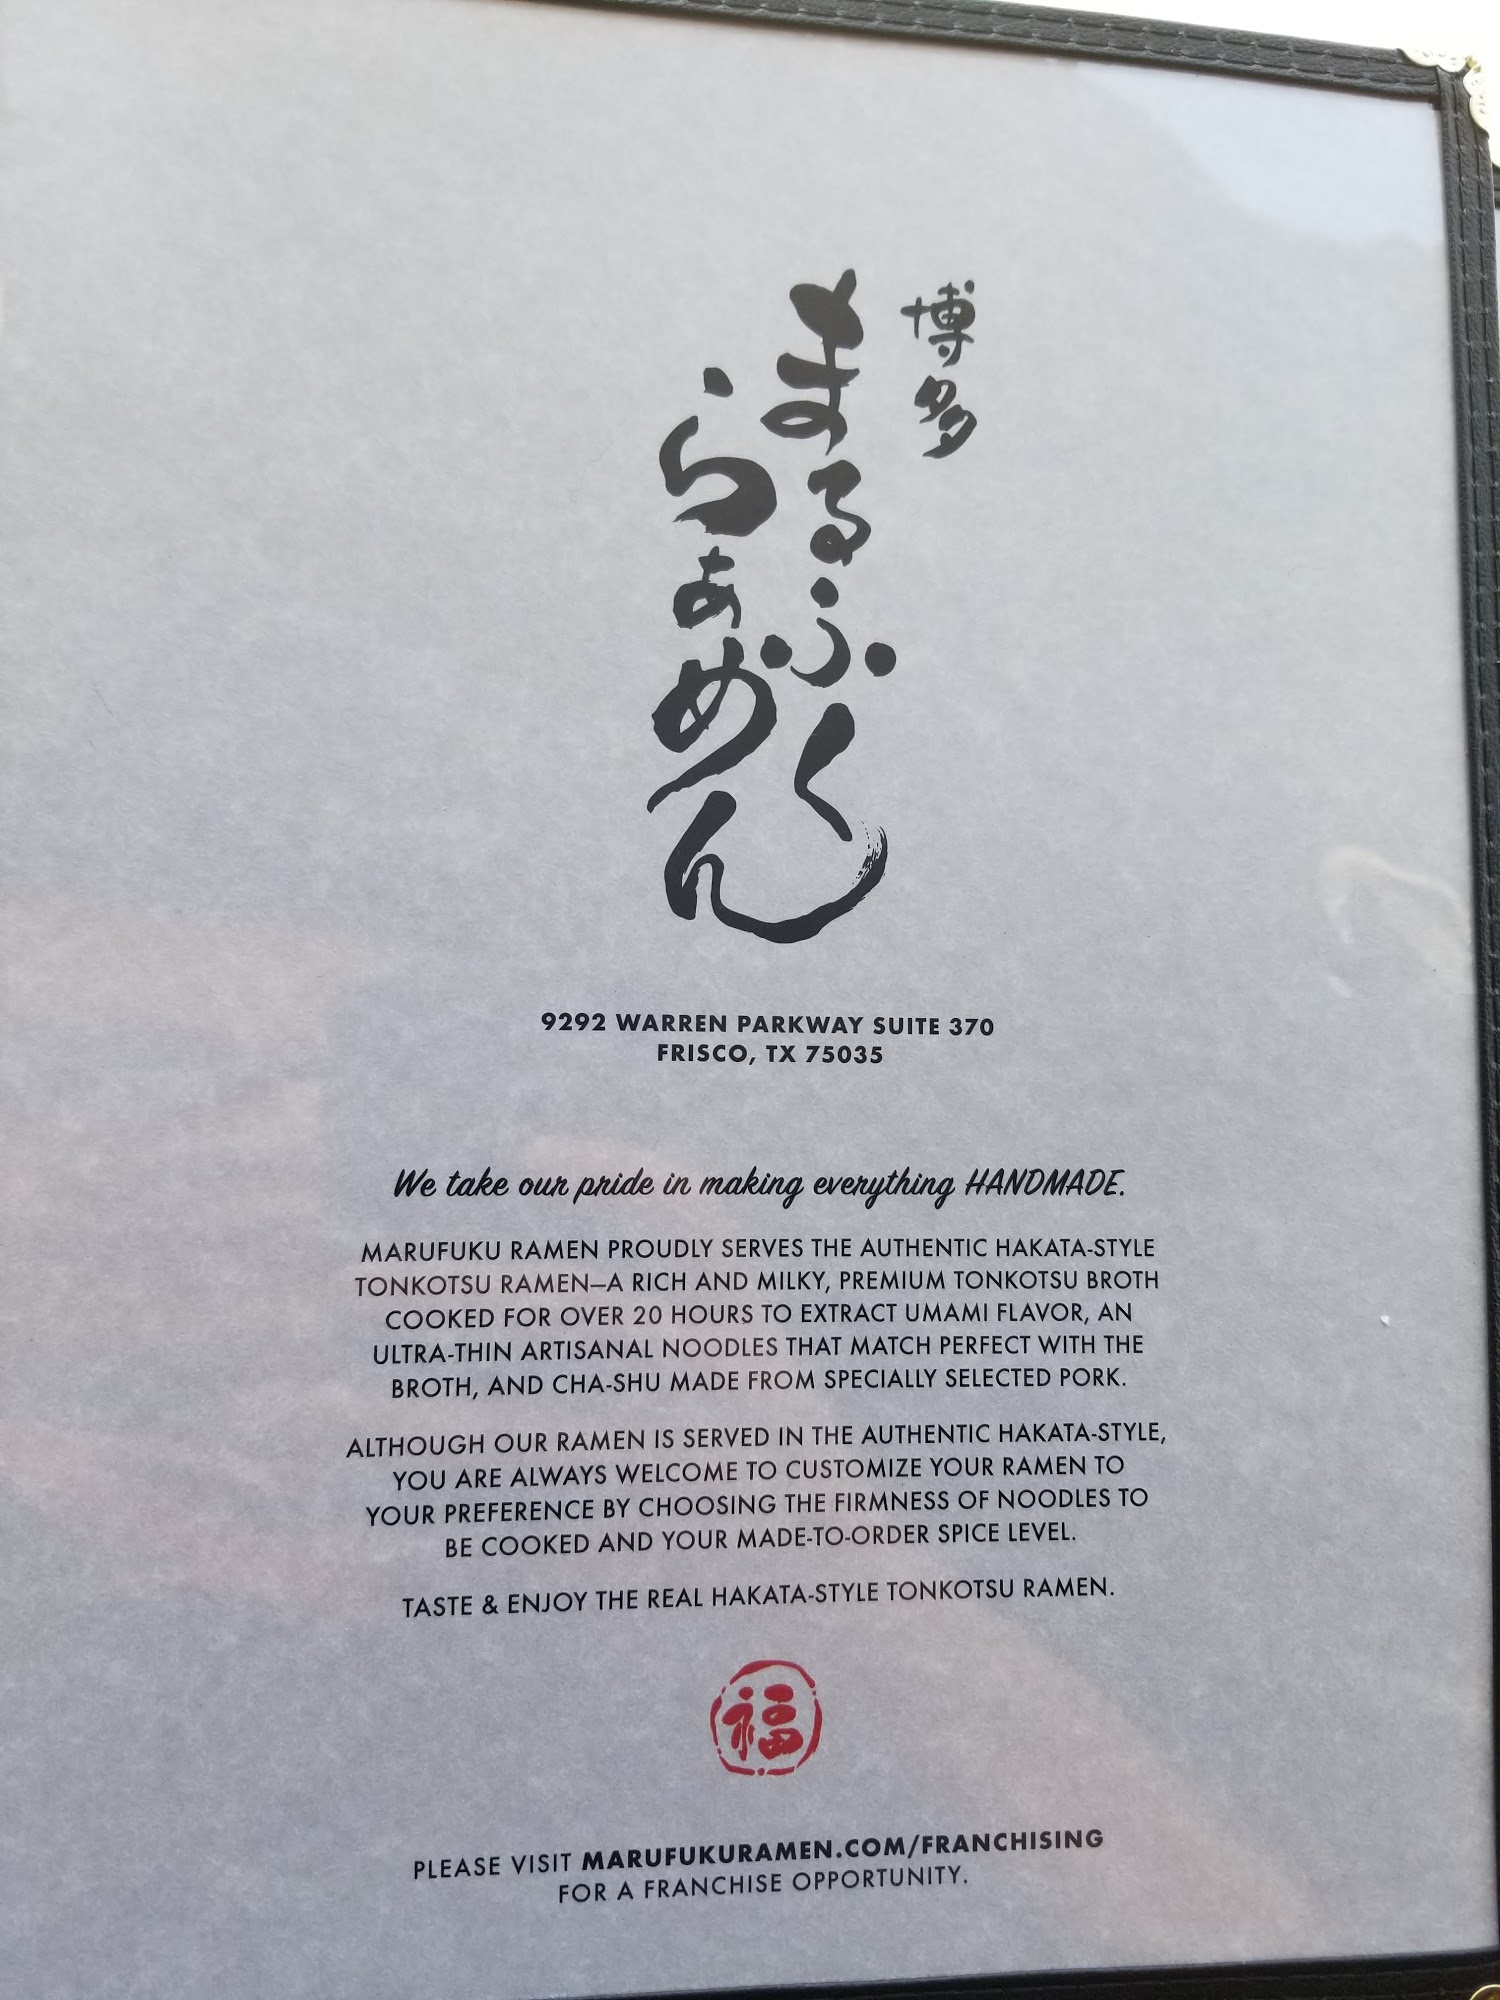 博多
まるふく
らぁめん
9292 WARREN PARKWAY SUITE 370
FRISCO, TX 75035
We take our pride in making everything HANDMADE.
MARUFUKU RAMEN PROUDLY SERVES THE AUTHENTIC HAKATA-STYLE
TONKOTSU RAMEN—A RICH AND MILKY, PREMIUM TONKOTSU BROTH
COOKED FOR OVER 20 HOURS TO EXTRACT UMAMI FLAVOR, AN
ULTRA-THIN ARTISANAL NOODLES THAT MATCH PERFECT WITH THE
BROTH, AND CHA-SHU MADE FROM SPECIALLY SELECTED PORK.
ALTHOUGH OUR RAMEN IS SERVED IN THE AUTHENTIC HAKATA-STYLE,
YOU ARE ALWAYS WELCOME TO CUSTOMIZE YOUR RAMEN TO
YOUR PREFERENCE BY CHOOSING THE FIRMNESS OF NOODLES TO
BE COOKED AND YOUR MADE-TO-ORDER SPICE LEVEL.
TASTE & ENJOY THE REAL HAKATA-STYLE TONKOTSU RAMEN.
福
PLEASE VISIT MARUFUKURAMEN.COM/FRANCHISING
FOR A FRANCHISE OPPORTUNITY.